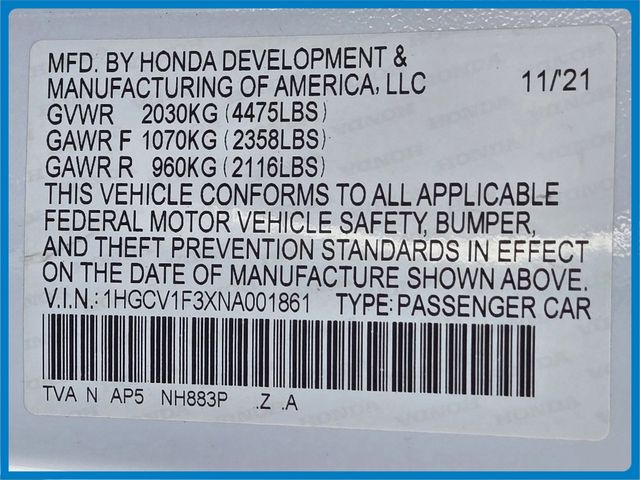 MFD. BY HONDA DEVELOPMENT &
MANUFACTURING OF AMERICA, LLC 11/'21
GVWR 2030KG (4475LBS)
GAWR F 1070KG (2358LBS)
GAWR R 960KG (2116LBS)
THIS VEHICLE CONFORMS TO ALL APPLICABLE
FEDERAL MOTOR VEHICLE SAFETY, BUMPER,
AND THEFT PREVENTION STANDARDS IN EFFECT
ON THE DATE OF MANUFACTURE SHOWN ABOVE.
V.I.N.: 1HGCV1F3XNA001861 TYPE: PASSENGER CAR
TVA N AP5 NH883P .Z .A